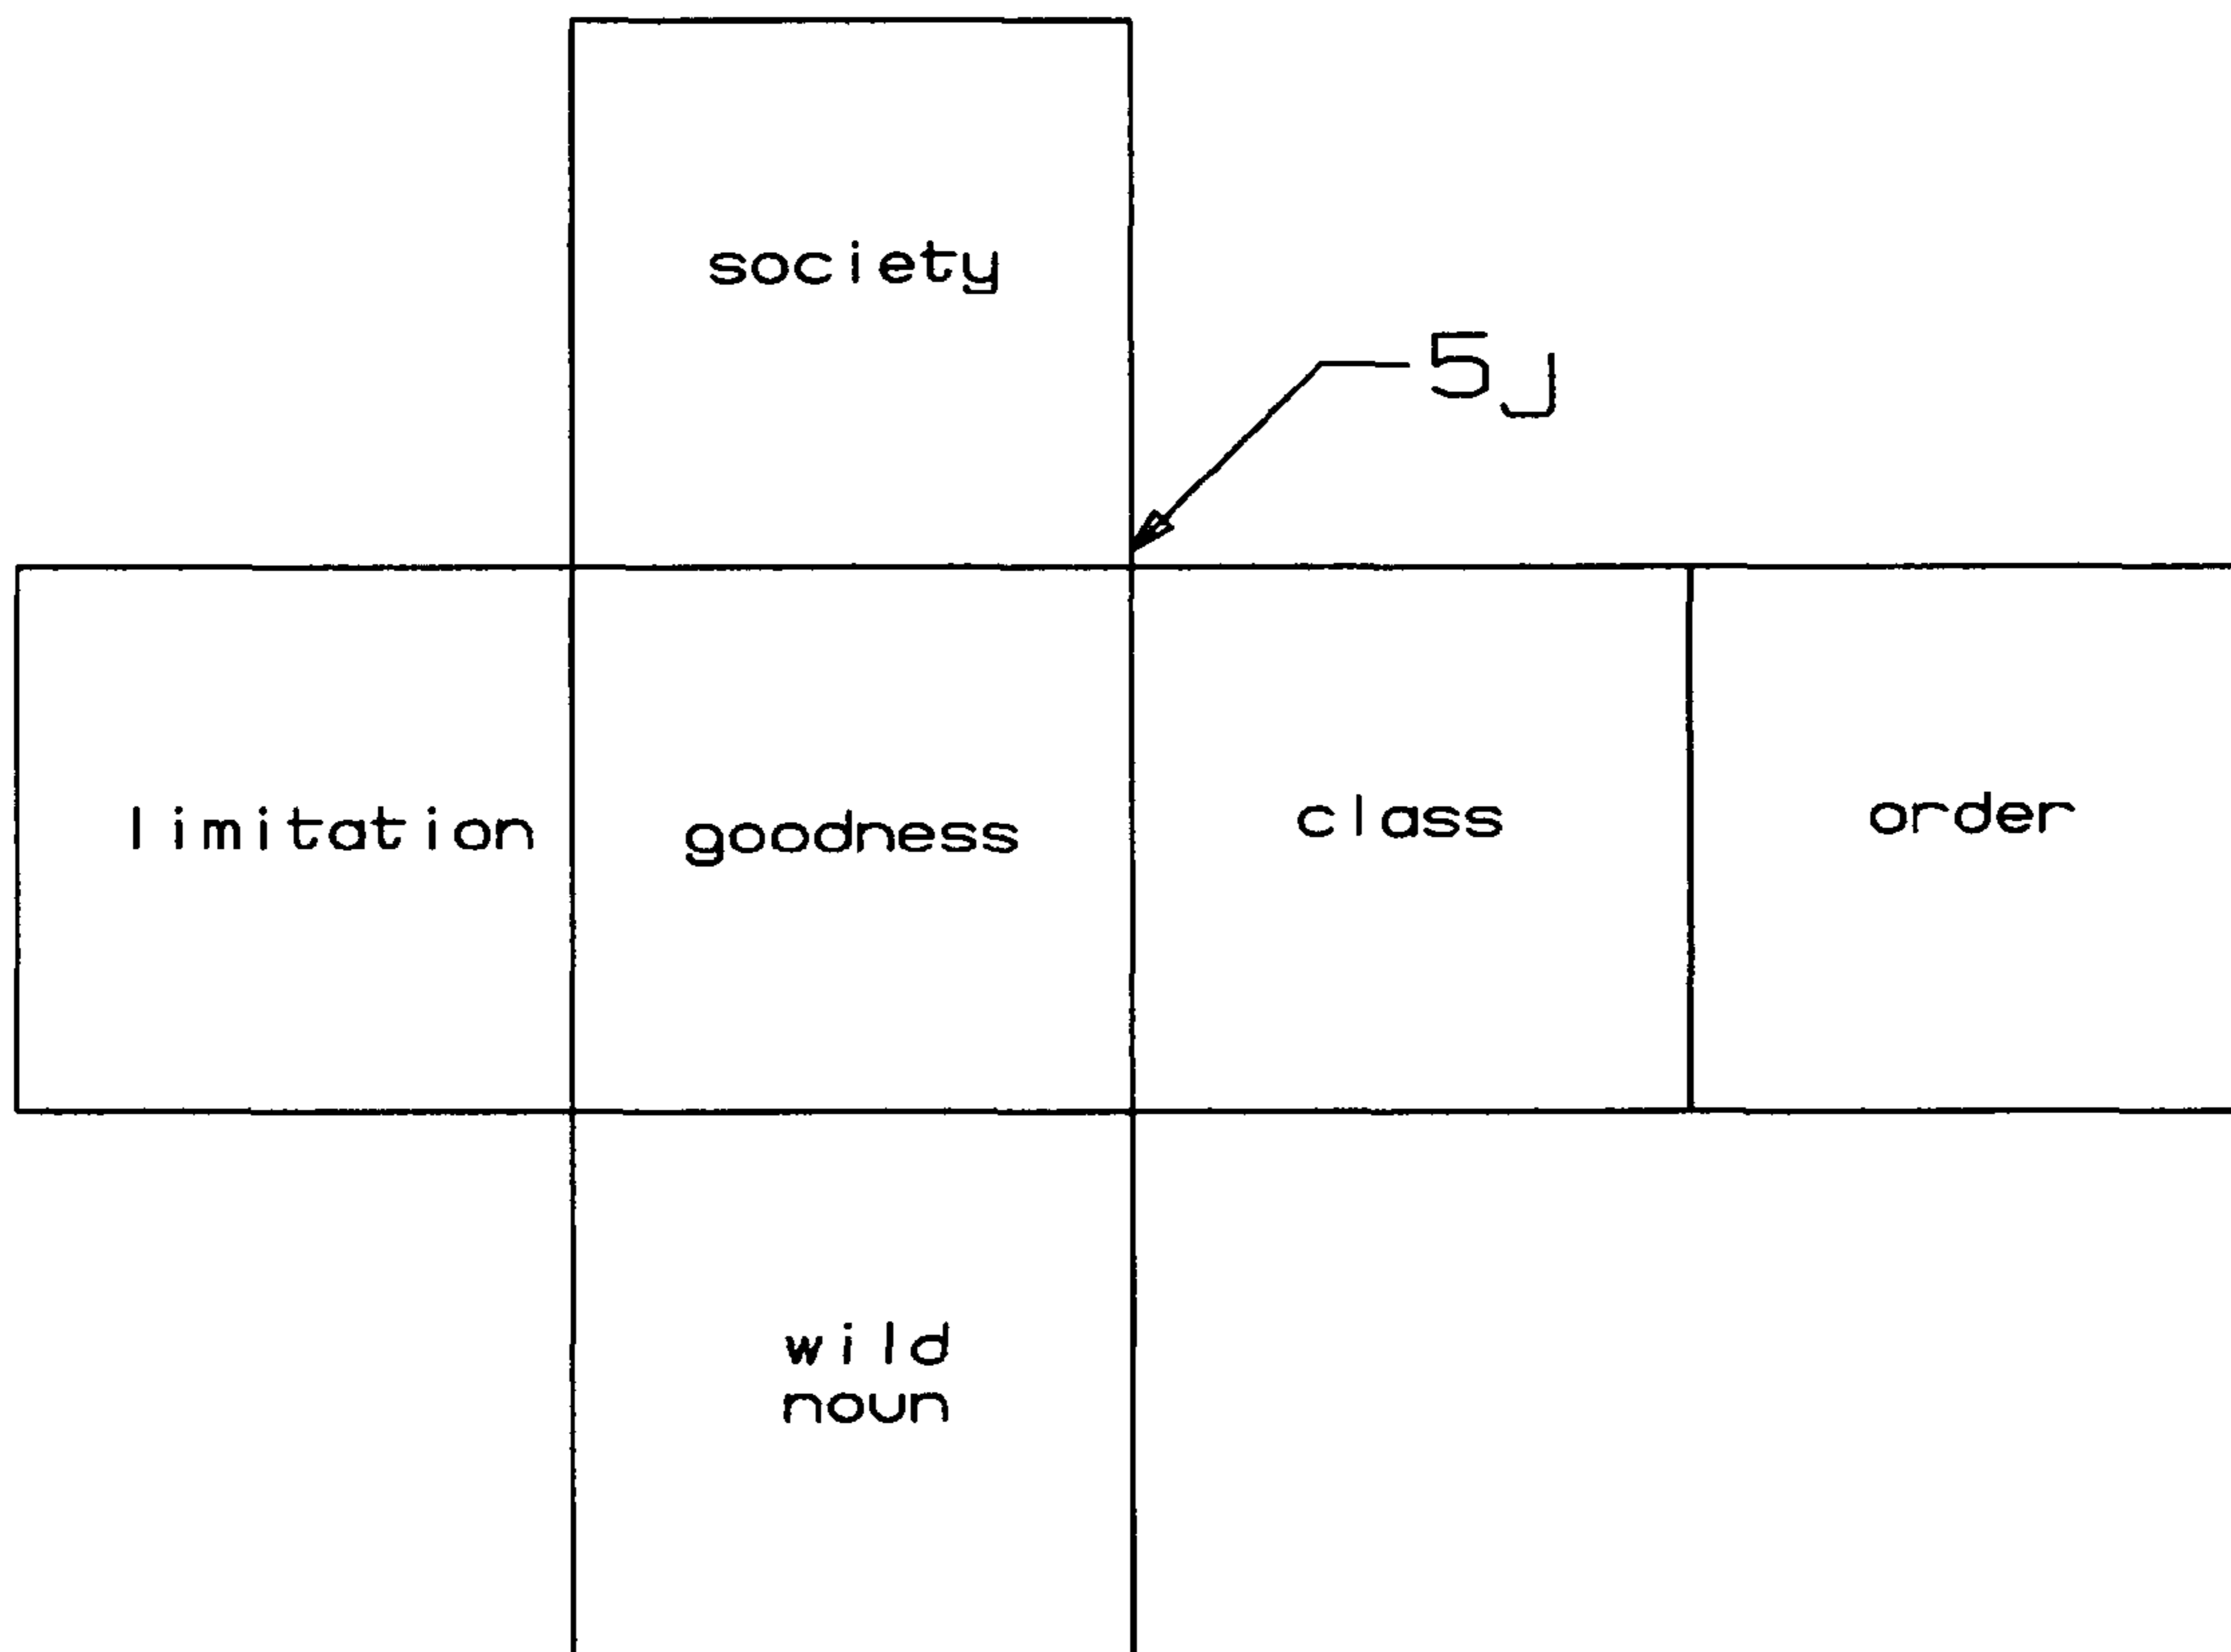 society
5j
limitation
goodness
class
order
wild
noun